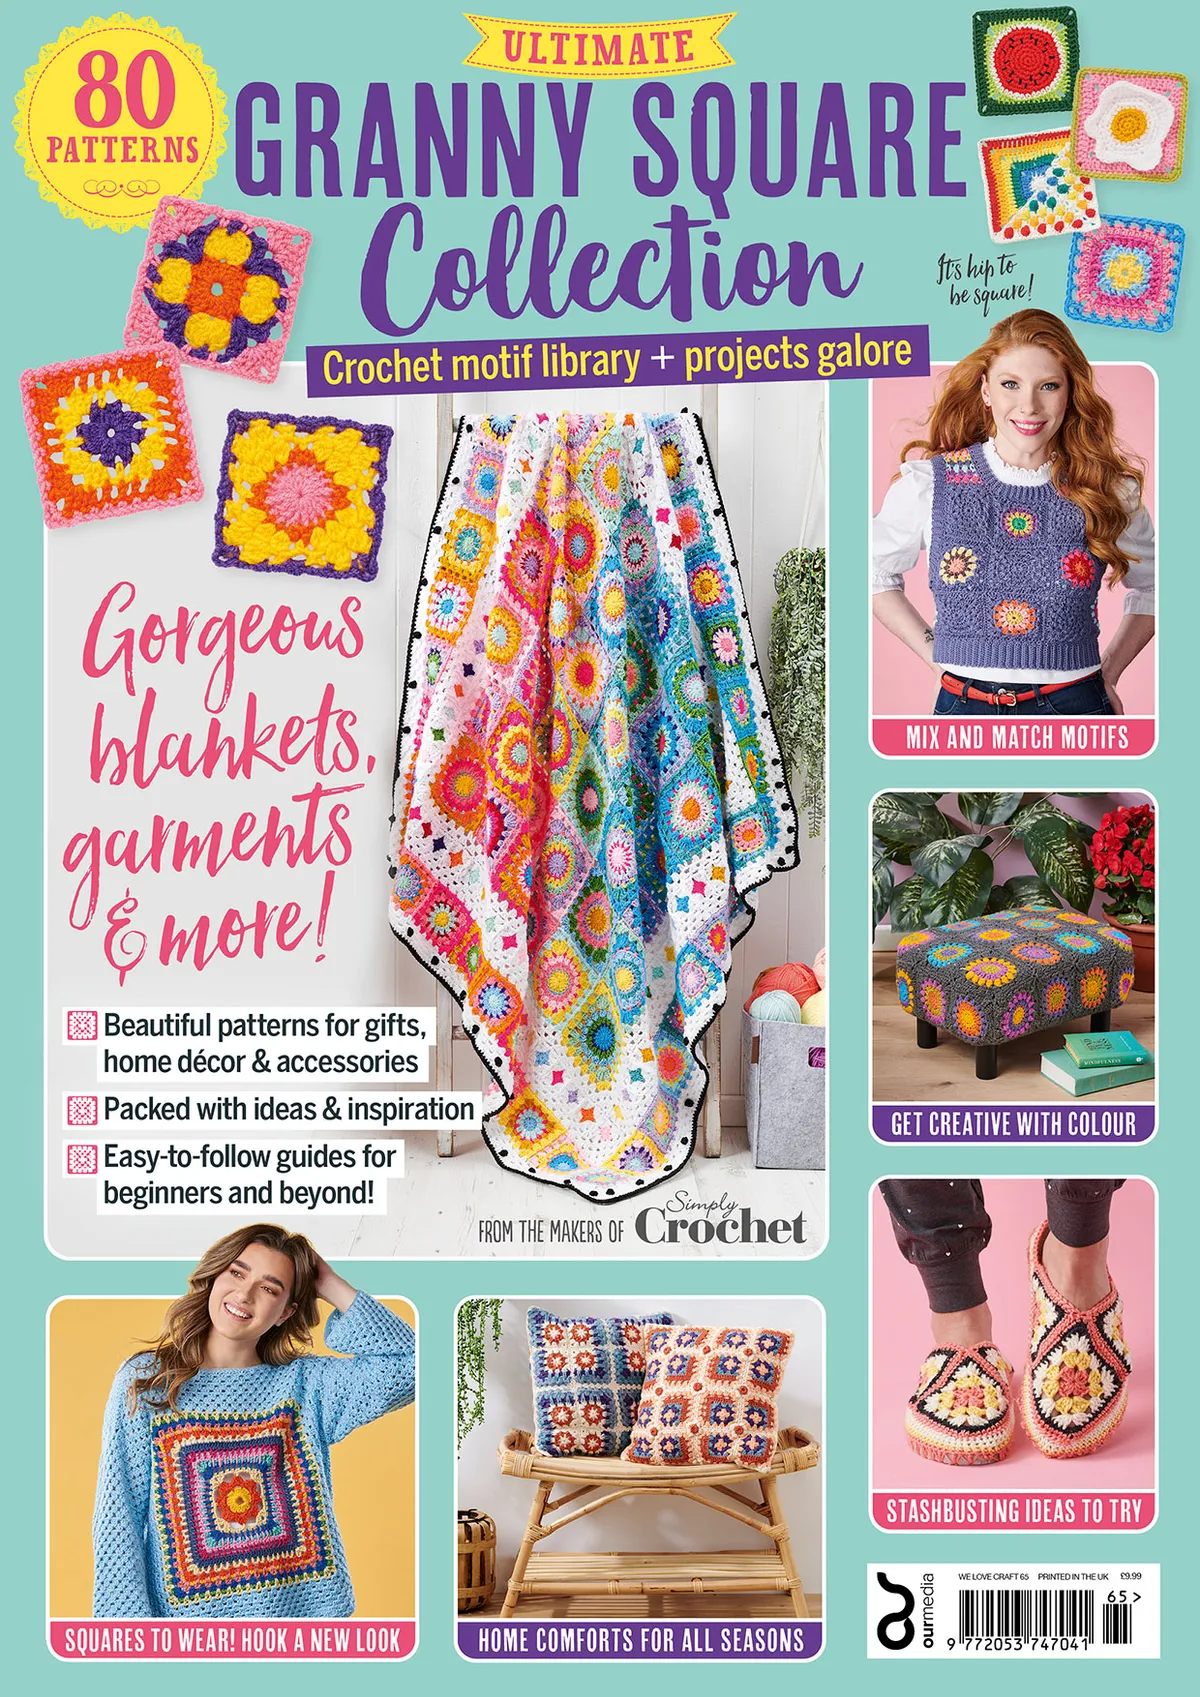 80
PATTERNS
ULTIMATE
GRANNY SQUARE
Collection
Crochet motif library + projects galore
It's hip to
be square!
Gorgeous
blankets,
garments
& more!
Beautiful patterns for gifts,
home décor & accessories
Packed with ideas & inspiration
Easy-to-follow guides for
beginners and beyond!
FROM THE MAKERS OF Simply Crochet
MIX AND MATCH MOTIFS
MINDFULNESS
GET CREATIVE WITH COLOUR
STASHBUSTING IDEAS TO TRY
SQUARES TO WEAR! HOOK A NEW LOOK
HOME COMFORTS FOR ALL SEASONS
ourmedia
WE LOVE CRAFT 65 PRINTED IN THE UK £9.99
65 >
9 772053 747041